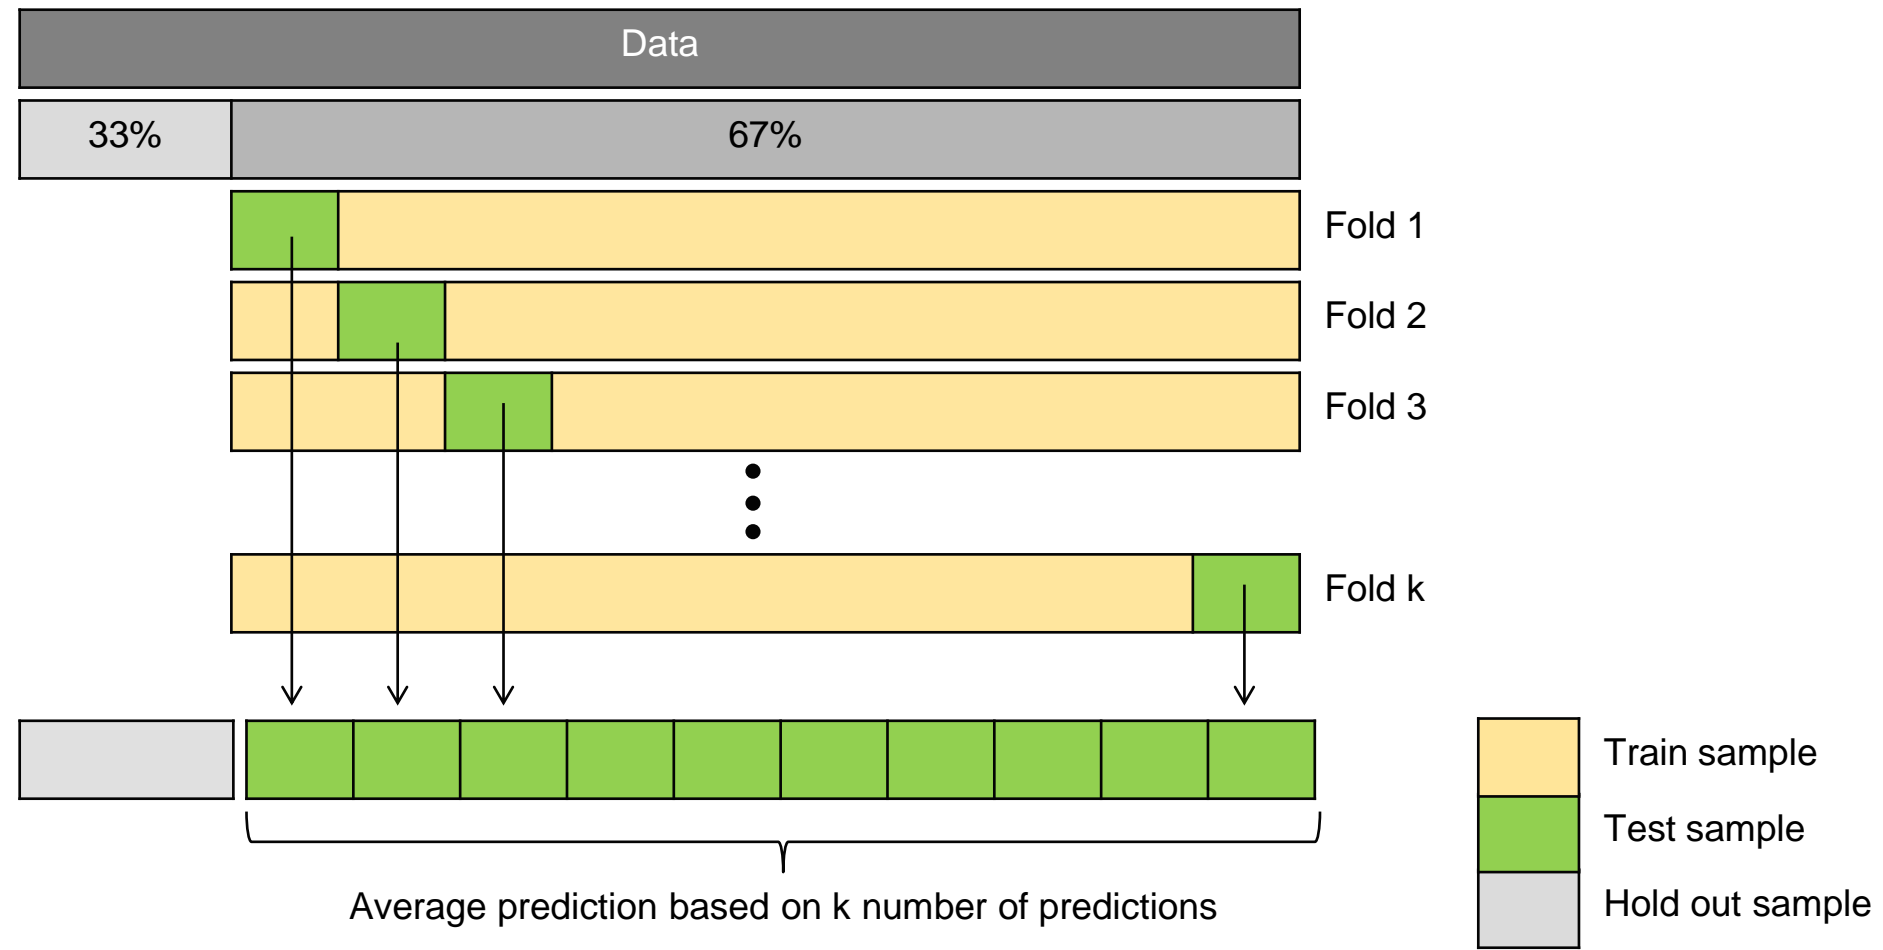 Data
33%
67%
Fold 1
Fold 2
Fold 3
Fold k
Train sample
Test sample
Hold out sample
Average prediction based on k number of predictions